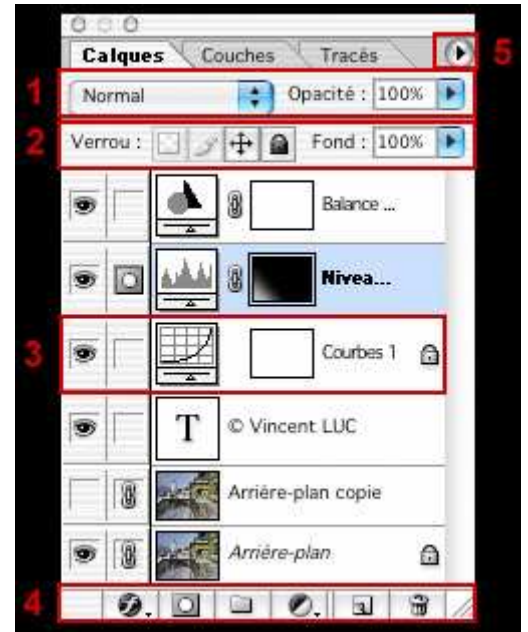 Calques Couches Tracés 5
1 Normal Opacité : 100%
2 Verrou : Fond : 100%
Balance ...
Nivea...
3 Courbes 1
T © Vincent LUC
Arrière-plan copie
Arrière-plan
4